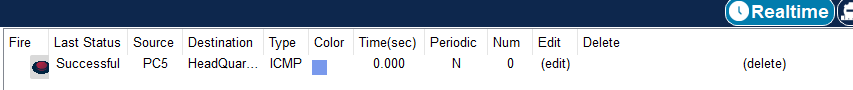 Realtime
Fire Last Status Source Destination Type Color Time(sec) Periodic Num Edit Delete
Successful PC5 HeadQuar... ICMP 0.000 N 0 (edit) (delete)